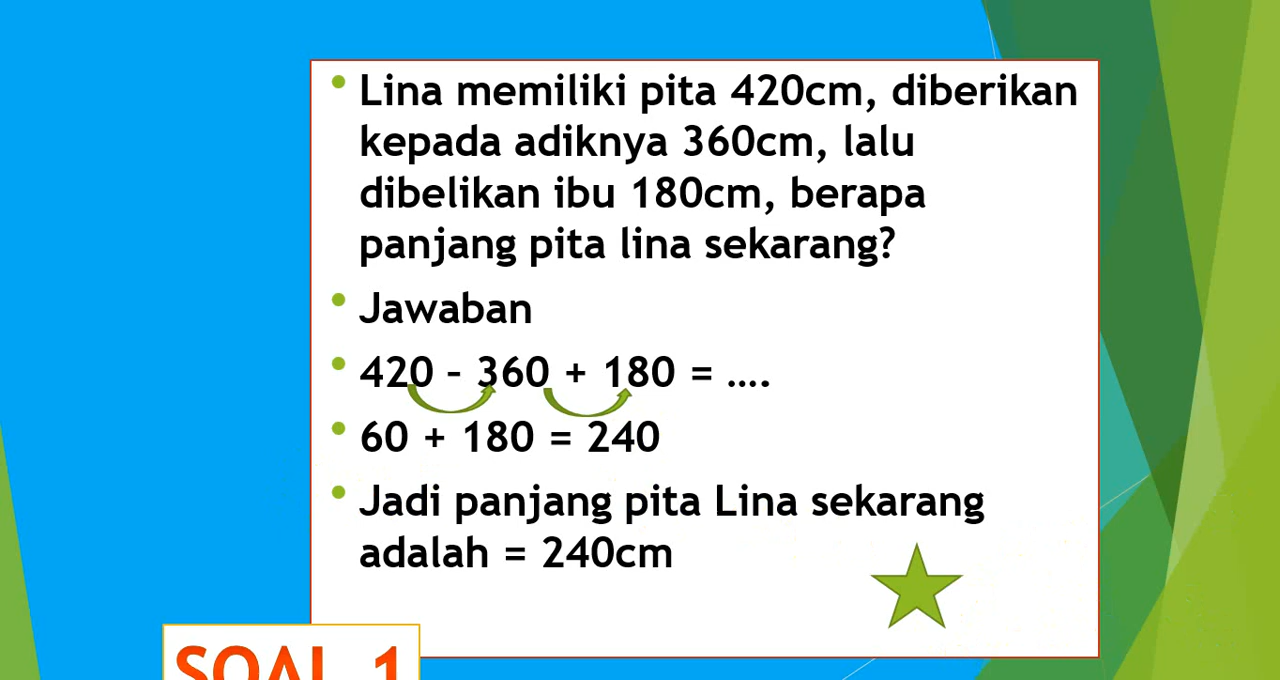 Lina memiliki pita 420cm, diberikan
kepada adiknya 360cm, lalu
dibelikan ibu 180cm, berapa
panjang pita lina sekarang?
Jawaban
420 – 360 + 180 = ….
60 + 180 = 240
Jadi panjang pita Lina sekarang
adalah = 240cm
SOAL 1